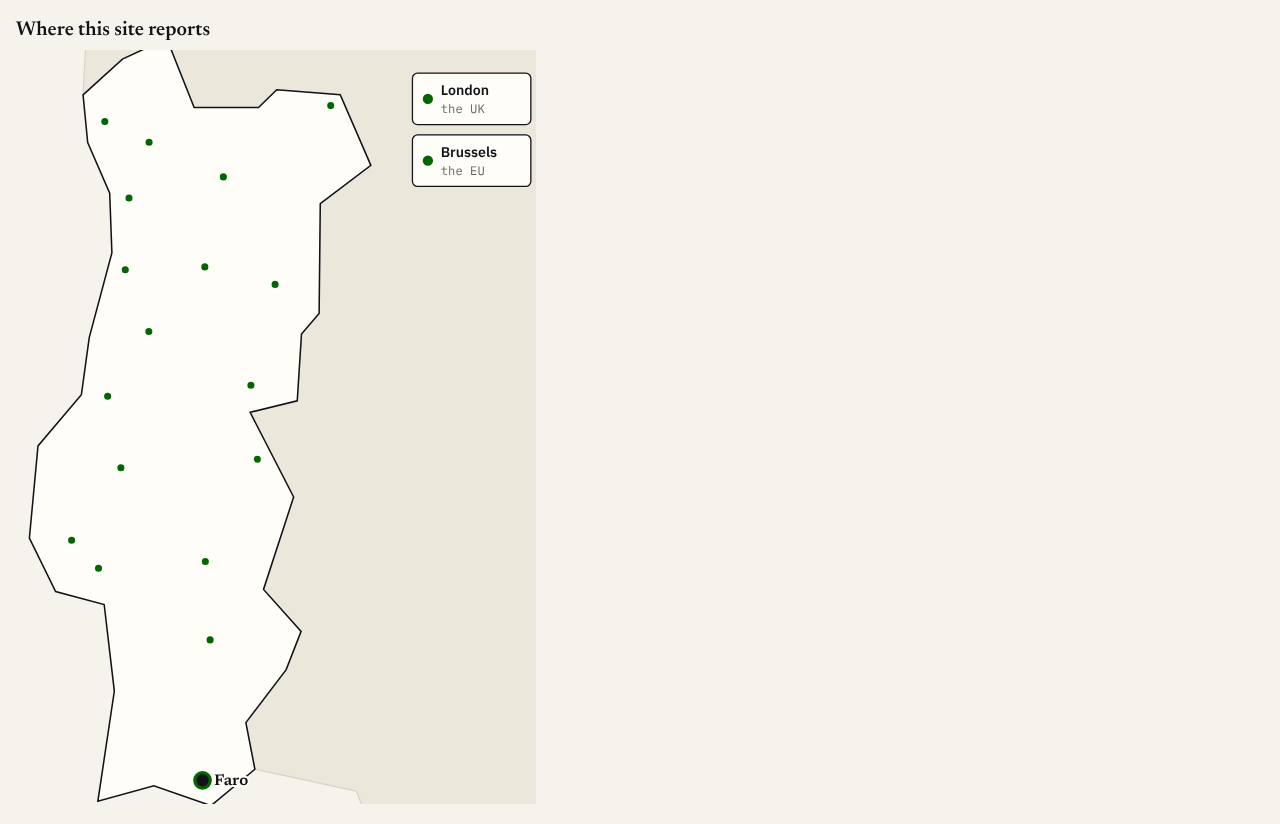 Where this site reports
London
the UK
Brussels
the EU
Faro